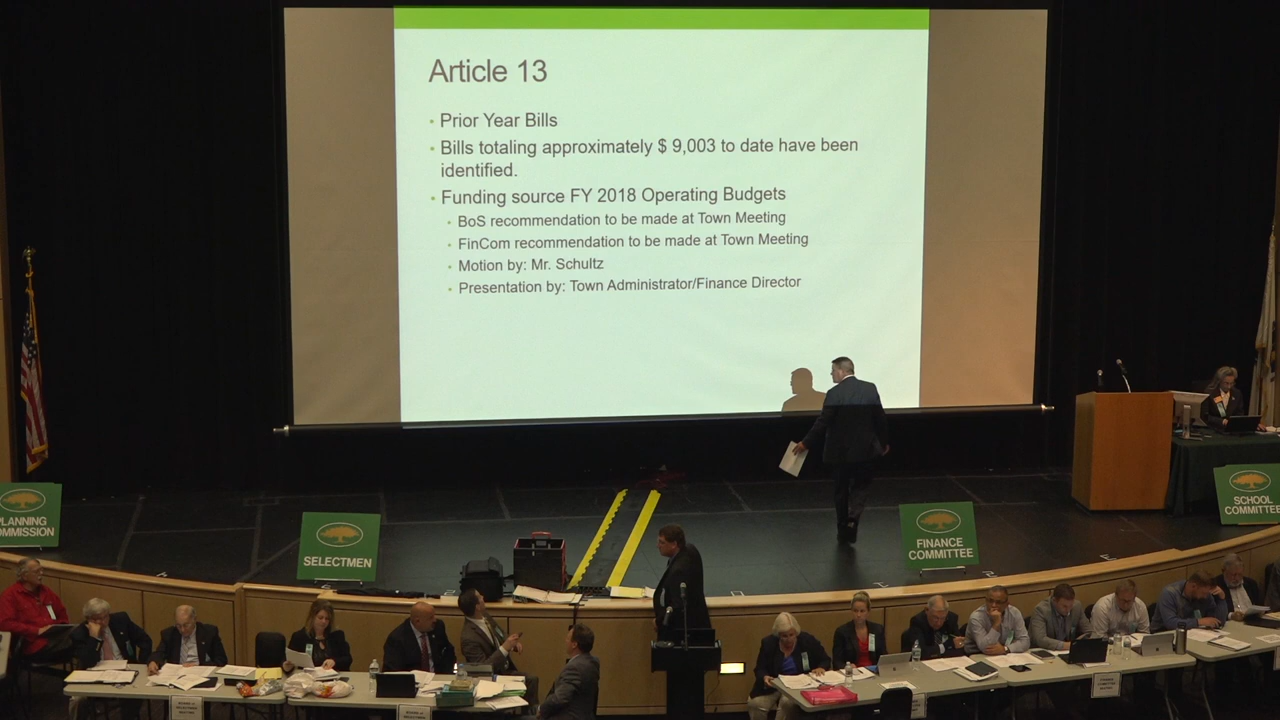 Article 13
• Prior Year Bills
• Bills totaling approximately $ 9,003 to date have been
identified.
• Funding source FY 2018 Operating Budgets
• BoS recommendation to be made at Town Meeting
• FinCom recommendation to be made at Town Meeting
• Motion by: Mr. Schultz
• Presentation by: Town Administrator/Finance Director
PLANNING
COMMISSION
SELECTMEN
FINANCE
COMMITTEE
SCHOOL
COMMITTEE